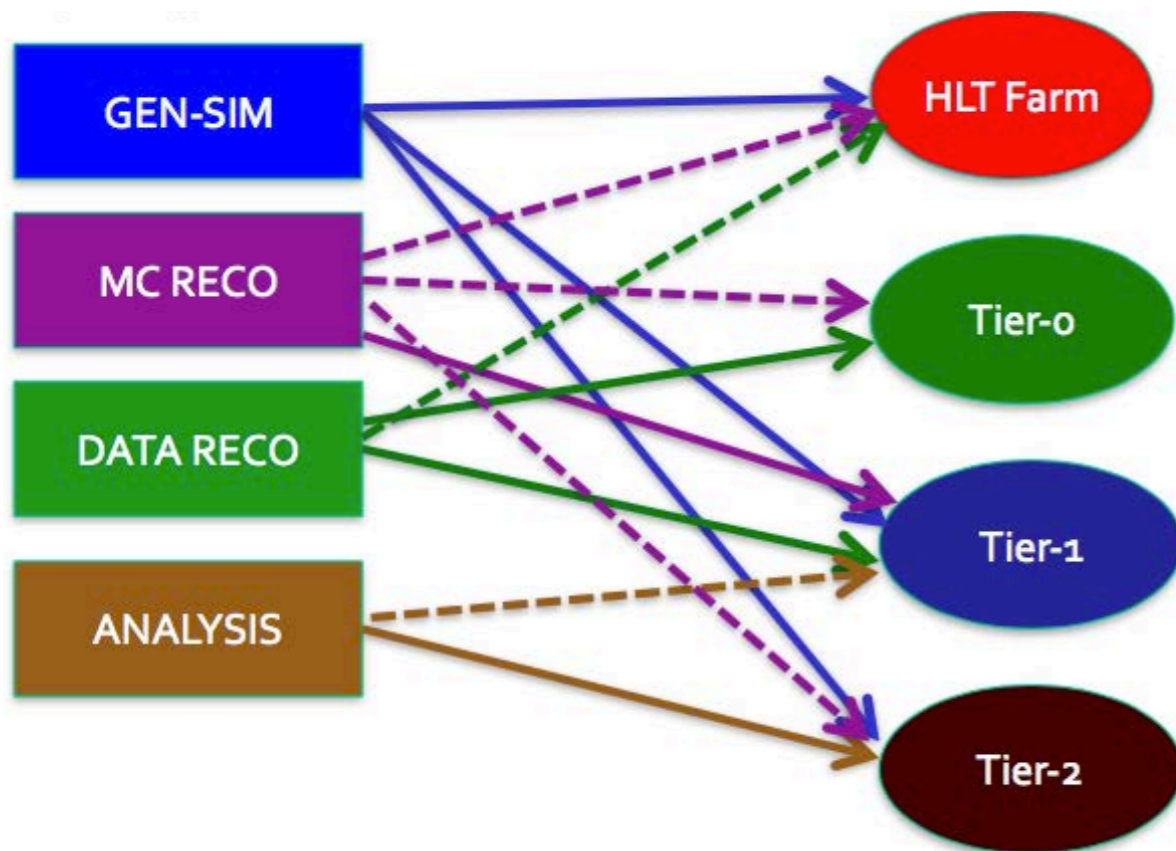 GEN-SIM
MC RECO
DATA RECO
ANALYSIS
HLT Farm
Tier-0
Tier-1
Tier-2